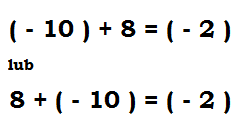 ( - 10 ) + 8 = ( - 2 )
lub
8 + ( - 10 ) = ( - 2 )